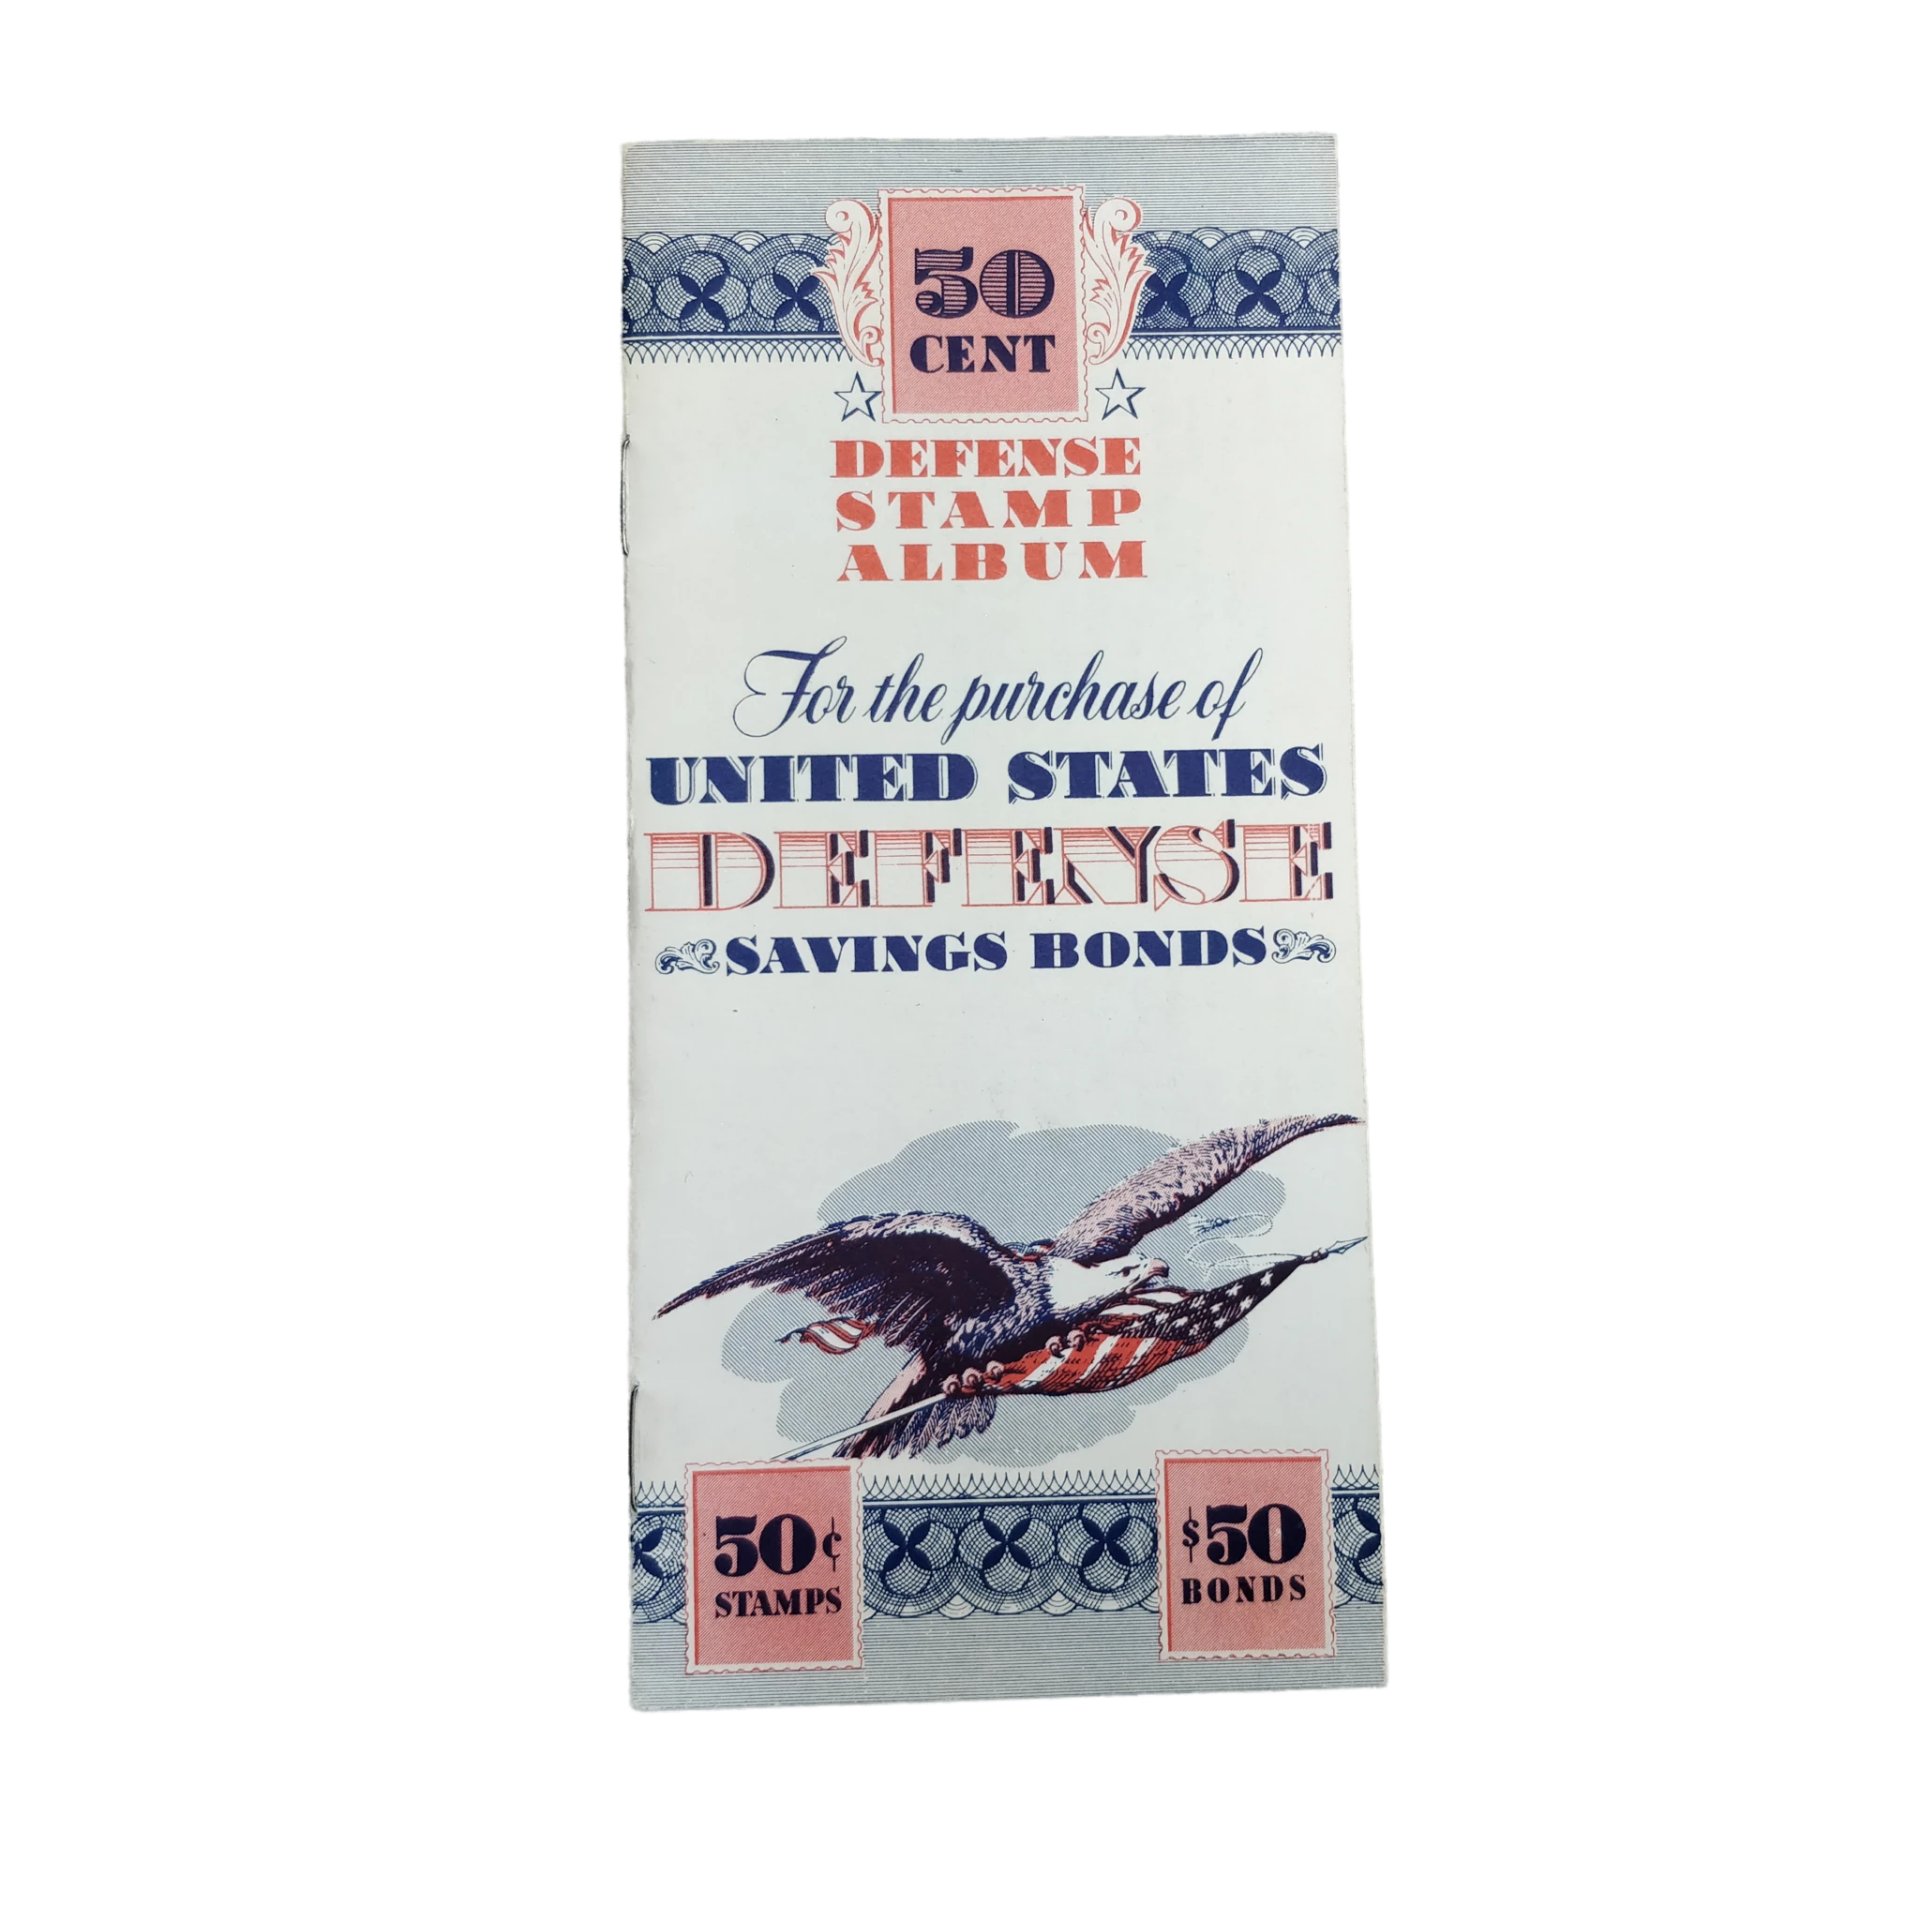 50
CENT
DEFENSE
STAMP
ALBUM
For the purchase of
UNITED STATES
DEFENSE
SAVINGS BONDS
50¢
STAMPS
$50
BONDS